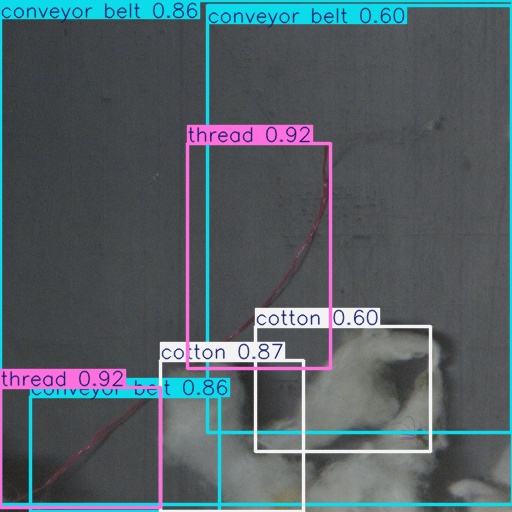 conveyor belt 0.86
conveyor belt 0.60
thread 0.92
cotton 0.60
cotton 0.87
thread 0.92
conveyor belt 0.86